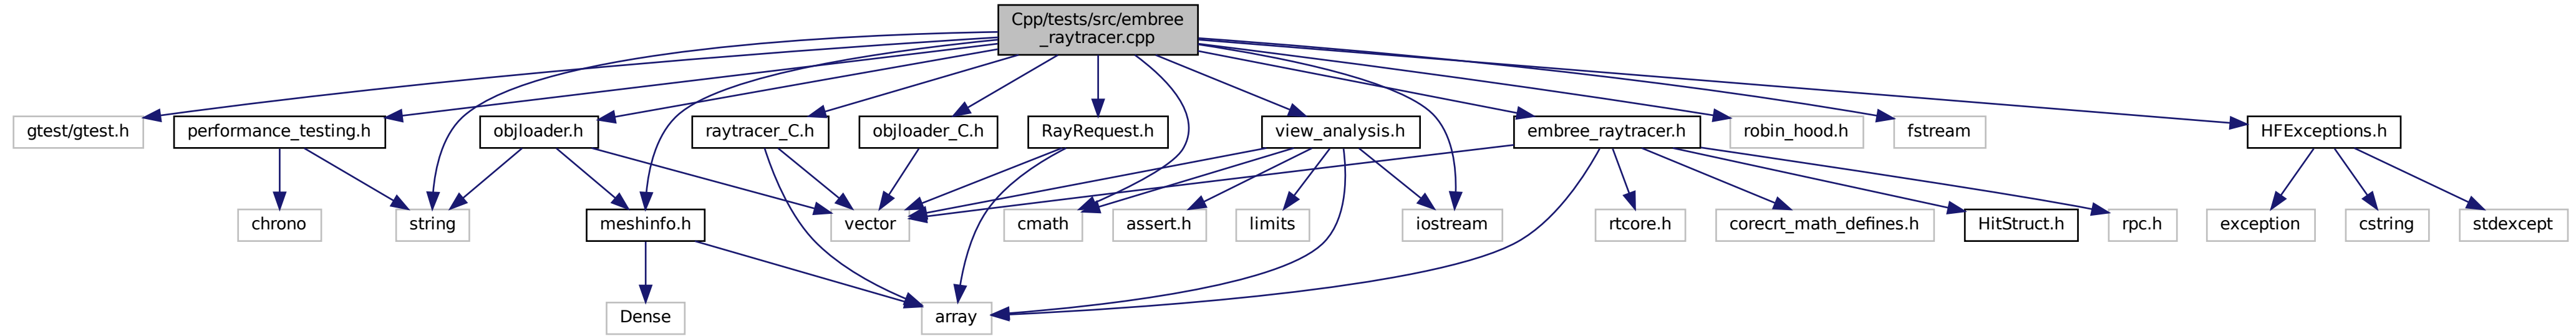 Cpp/tests/src/embree
_raytracer.cpp
gtest/gtest.h
performance_testing.h
objloader.h
raytracer_C.h
objloader_C.h
RayRequest.h
view_analysis.h
embree_raytracer.h
robin_hood.h
fstream
HFExceptions.h
chrono
string
meshinfo.h
vector
cmath
assert.h
limits
iostream
rtcore.h
corecrt_math_defines.h
HitStruct.h
rpc.h
exception
cstring
stdexcept
Dense
array